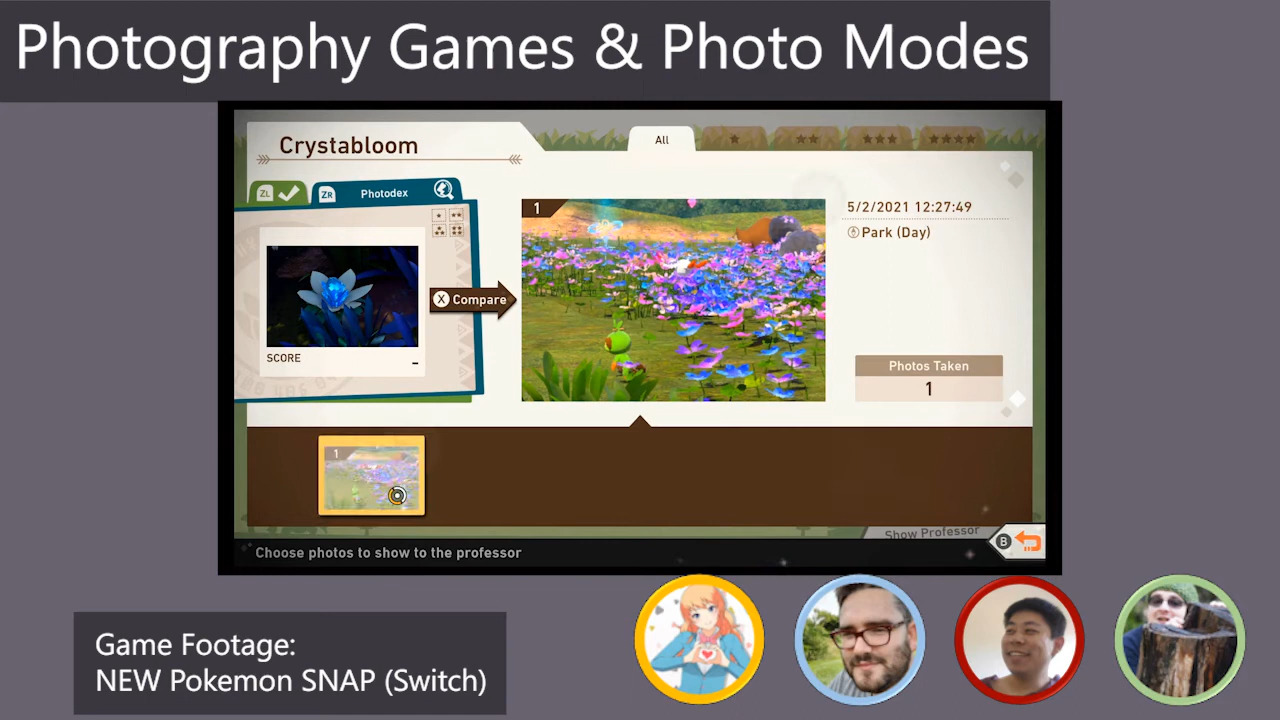 Photography Games & Photo Modes
Crystabloom
All
ZL
ZR
Photodex
1
5/2/2021 12:27:49
Park (Day)
X Compare
SCORE
-
Photos Taken
1
1
Show Professor
B
Choose photos to show to the professor
Game Footage:
NEW Pokemon SNAP (Switch)